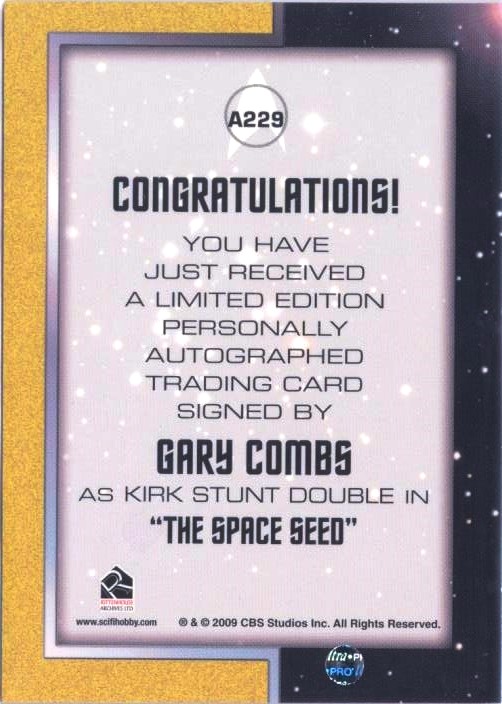 A229
CONGRATULATIONS!
YOU HAVE
JUST RECEIVED
A LIMITED EDITION
PERSONALLY
AUTOGRAPHED
TRADING CARD
SIGNED BY
GARY COMBS
AS KIRK STUNT DOUBLE IN
"THE SPACE SEED"
RITTENHOUSE
ARCHIVES LTD
www.scifihobby.com ® & © 2009 CBS Studios Inc. All Rights Reserved.
ltra•P
•PRO